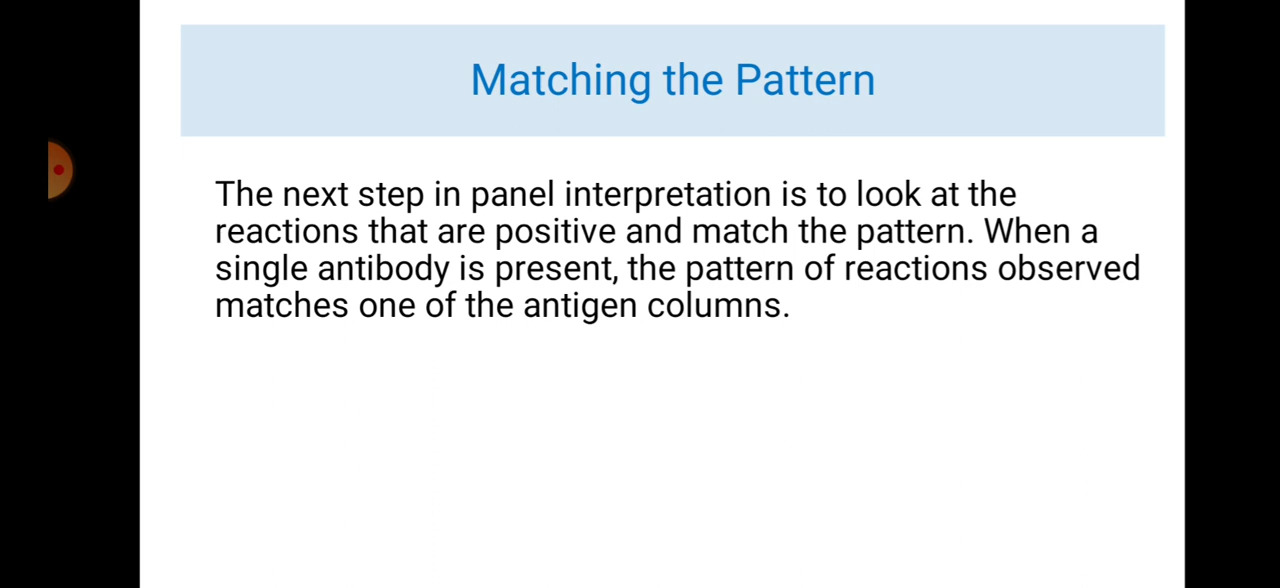 Matching the Pattern
The next step in panel interpretation is to look at the
reactions that are positive and match the pattern. When a
single antibody is present, the pattern of reactions observed
matches one of the antigen columns.